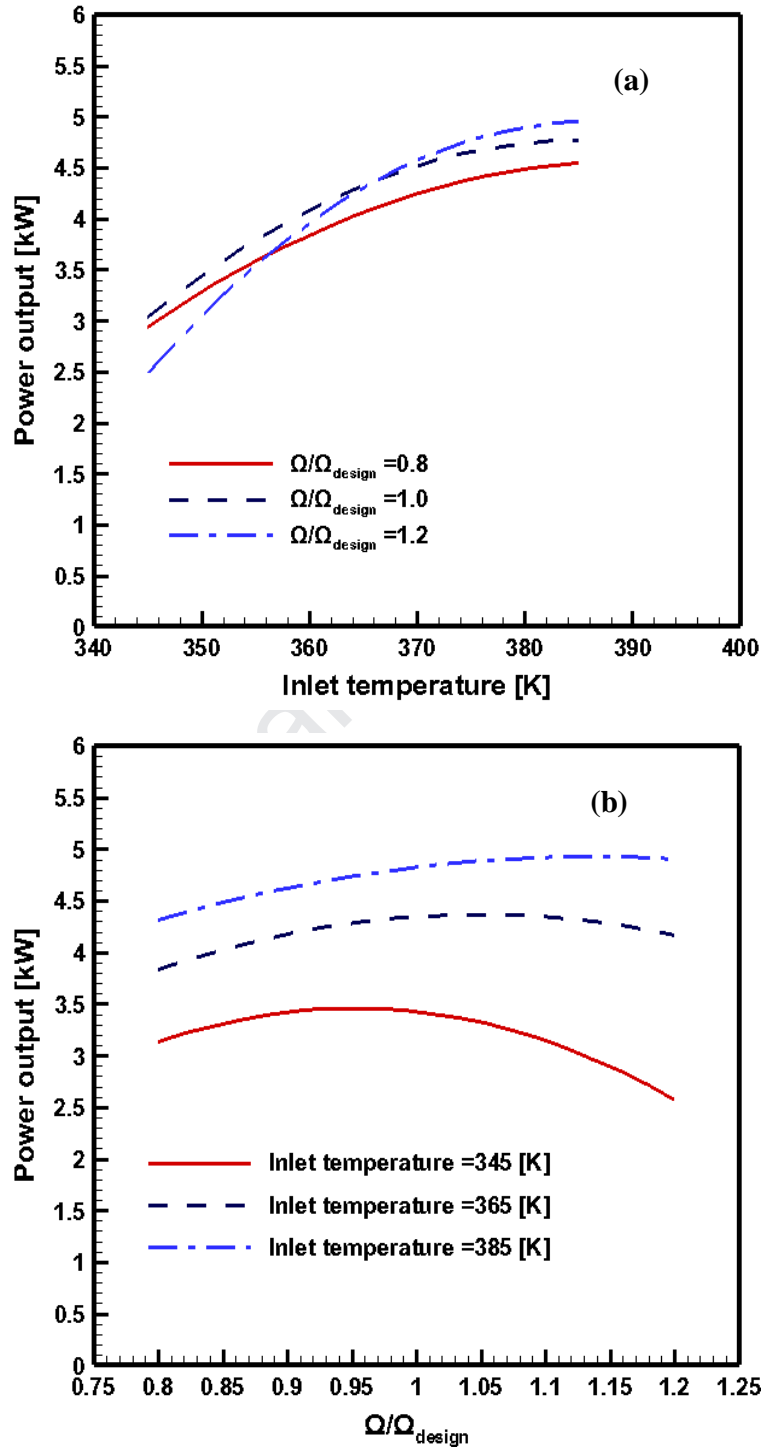 6
5.5
5
4.5
4
3.5
3
2.5
2
1.5
1
0.5
0
Power output [kW]
(a)
Ω/Ωdesign =0.8
Ω/Ωdesign =1.0
Ω/Ωdesign =1.2
340 350 360 370 380 390 400
Inlet temperature [K]
6
5.5
5
4.5
4
3.5
3
2.5
2
1.5
1
0.5
0
Power output [kW]
(b)
Inlet temperature =345 [K]
Inlet temperature =365 [K]
Inlet temperature =385 [K]
0.75 0.8 0.85 0.9 0.95 1 1.05 1.1 1.15 1.2 1.25
Ω/Ωdesign